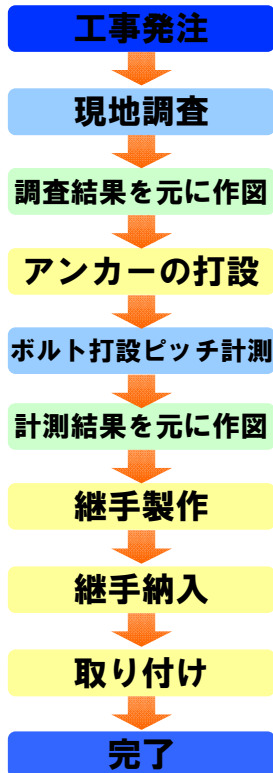 工事発注
現地調査
調査結果を元に作図
アンカーの打設
ボルト打設ピッチ計測
計測結果を元に作図
継手製作
継手納入
取り付け
完了